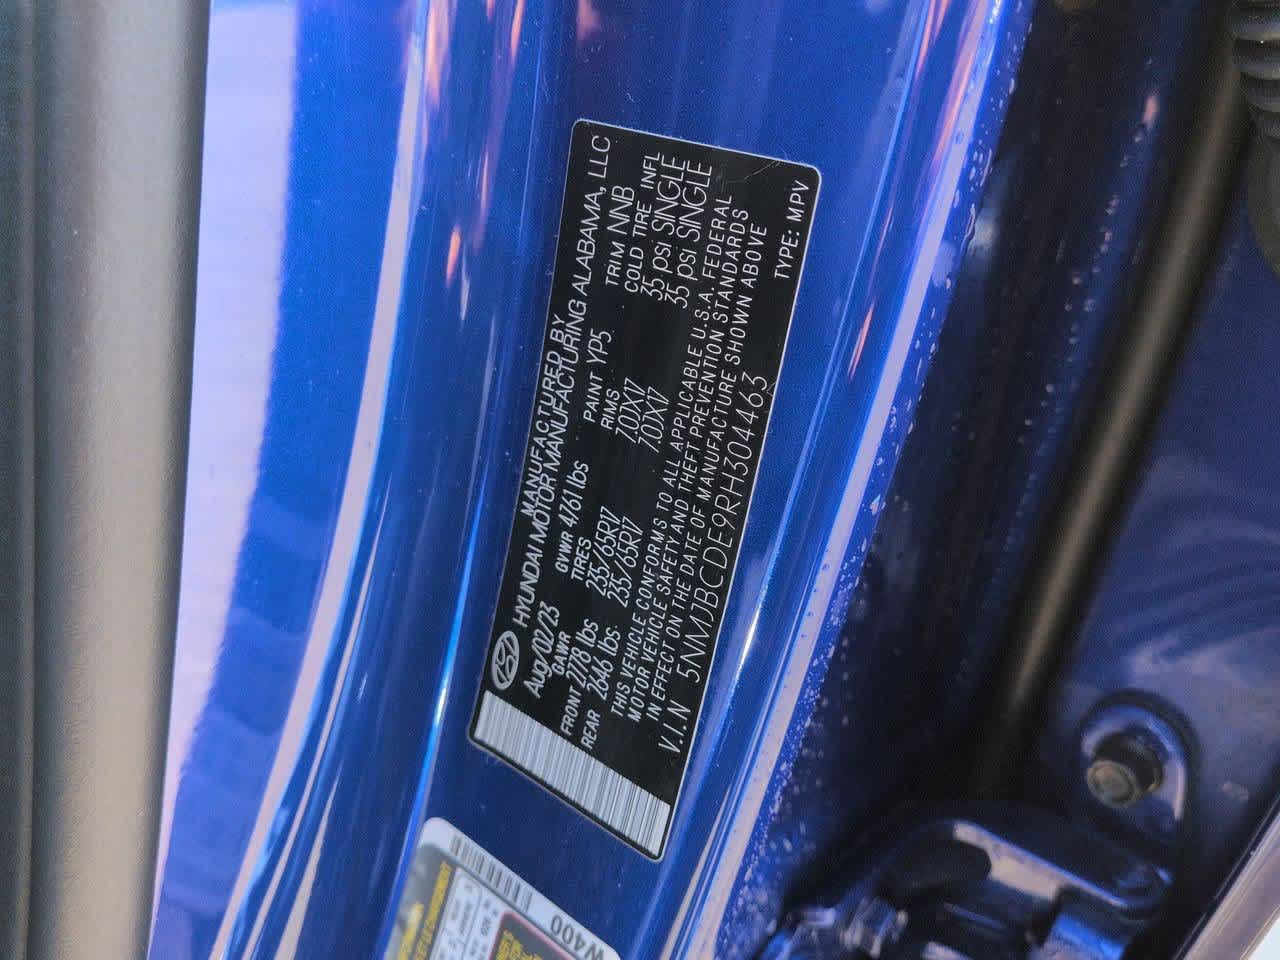 MANUFACTURED BY
HYUNDAI MOTOR MANUFACTURING ALABAMA, LLC
Aug/02/23 GVWR 4761 lbs PAINT YP5 TRIM NNB
GAWR TIRES RIMS COLD TIRE INFL
FRONT 2778 lbs 235/65R17 7.0JX17 35 psi SINGLE
REAR 2646 lbs 235/65R17 7.0JX17 35 psi SINGLE
THIS VEHICLE CONFORMS TO ALL APPLICABLE U.S.A. FEDERAL
MOTOR VEHICLE SAFETY AND THEFT PREVENTION STANDARDS
IN EFFECT ON THE DATE OF MANUFACTURE SHOWN ABOVE
V.I.N 5NMJBCDE9RH304463 TYPE: MPV
W400